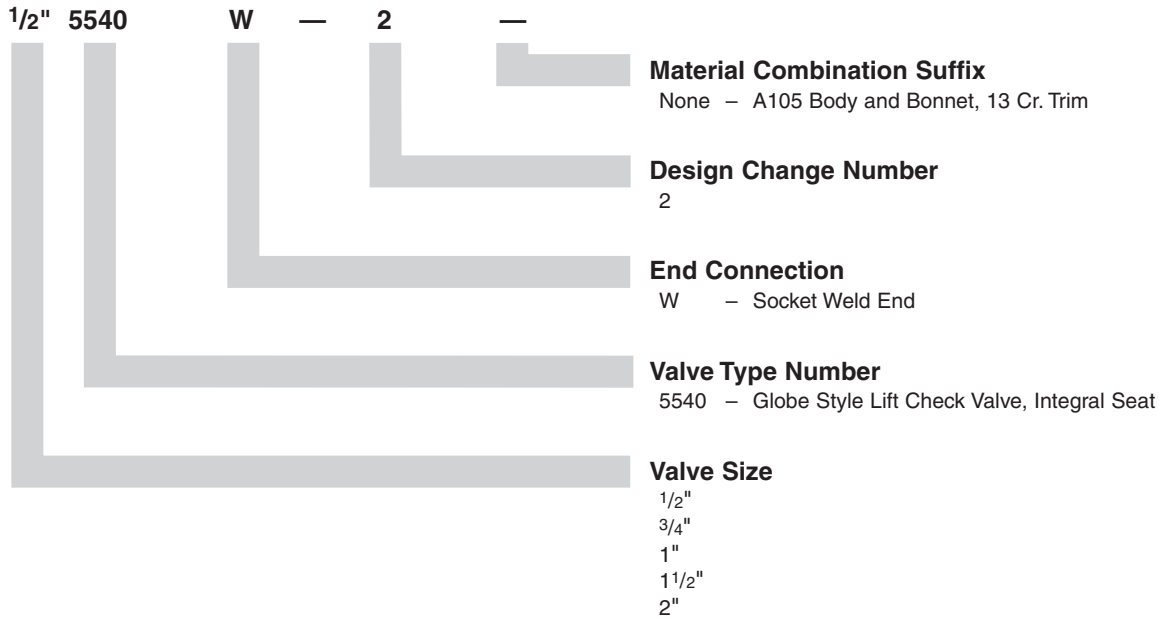 1/2" 5540 W — 2 —
Material Combination Suffix
None – A105 Body and Bonnet, 13 Cr. Trim
Design Change Number
2
End Connection
W – Socket Weld End
Valve Type Number
5540 – Globe Style Lift Check Valve, Integral Seat
Valve Size
1/2"
3/4"
1"
11/2"
2"